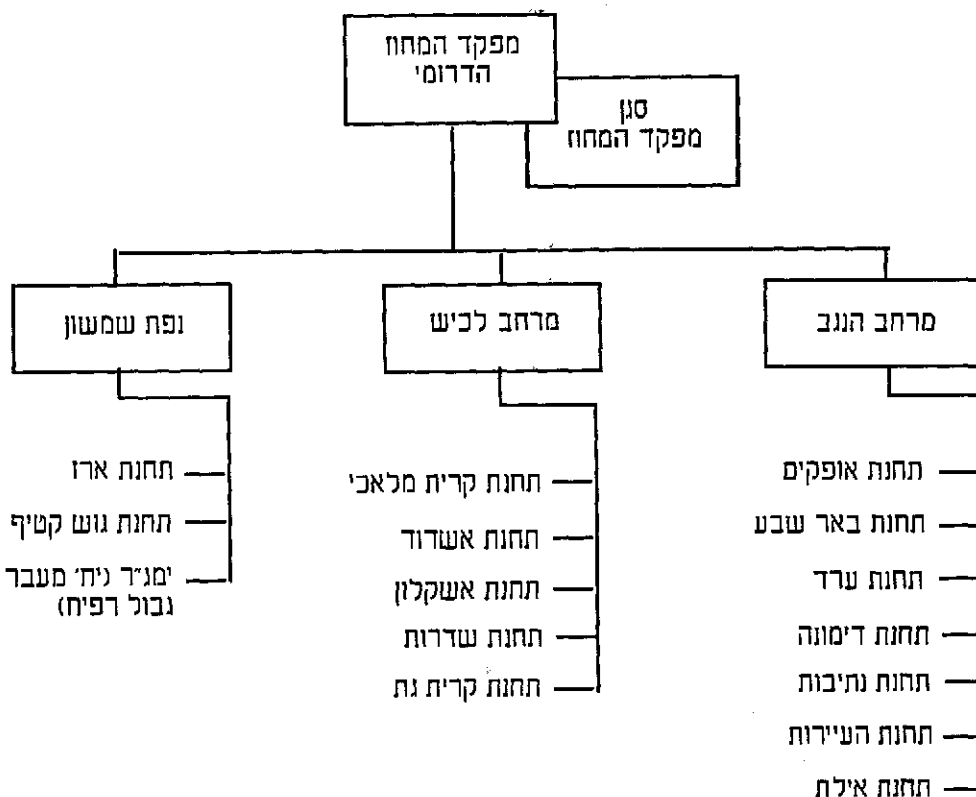 מפקד המחוז
הדרומי
סגן
מפקד המחוז
מרחב הנגב
תחנת אופקים
תחנת באר שבע
תחנת ערד
תחנת דימונה
תחנת נתיבות
תחנת העיירות
תחנת אילת
מרחב לכיש
תחנת קרית מלאכי
תחנת אשדוד
תחנת אשקלון
תחנת שדרות
תחנת קרית גת
נפת שמשון
תחנת ארז
תחנת גוש קטיף
ימג״ר (יח׳ מעבר
גבול רפיח)